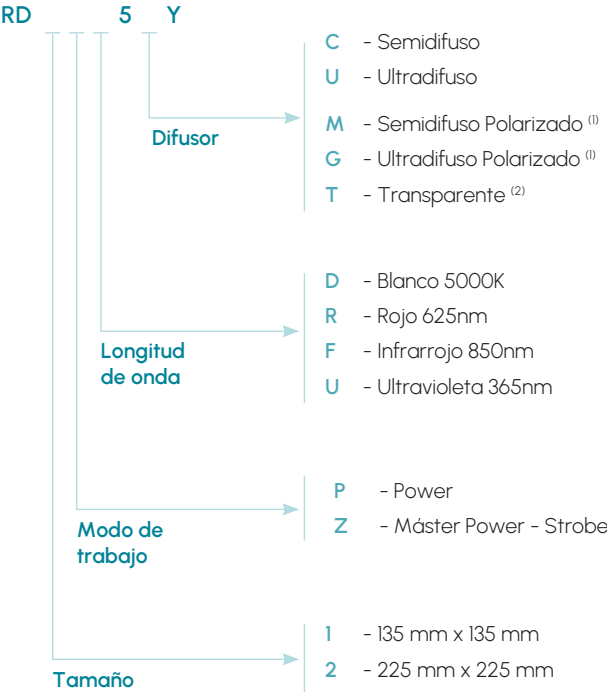 RD 5 Y
C - Semidifuso
U - Ultradifuso
Difusor
M - Semidifuso Polarizado (1)
G - Ultradifuso Polarizado (1)
T - Transparente (2)
D - Blanco 5000K
R - Rojo 625nm
Longitud
de onda
F - Infrarrojo 850nm
U - Ultravioleta 365nm
P - Power
Modo de
trabajo
Z - Máster Power - Strobe
1 - 135 mm x 135 mm
Tamaño
2 - 225 mm x 225 mm